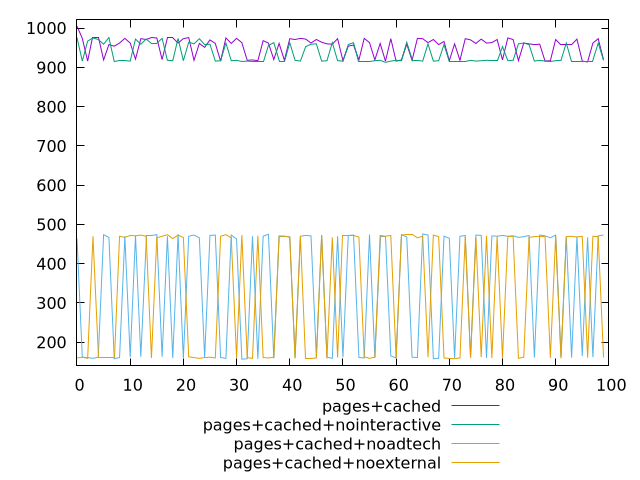 1000
900
800
700
600
500
400
300
200
0 10 20 30 40 50 60 70 80 90 100
pages+cached
pages+cached+nointeractive
pages+cached+noadtech
pages+cached+noexternal